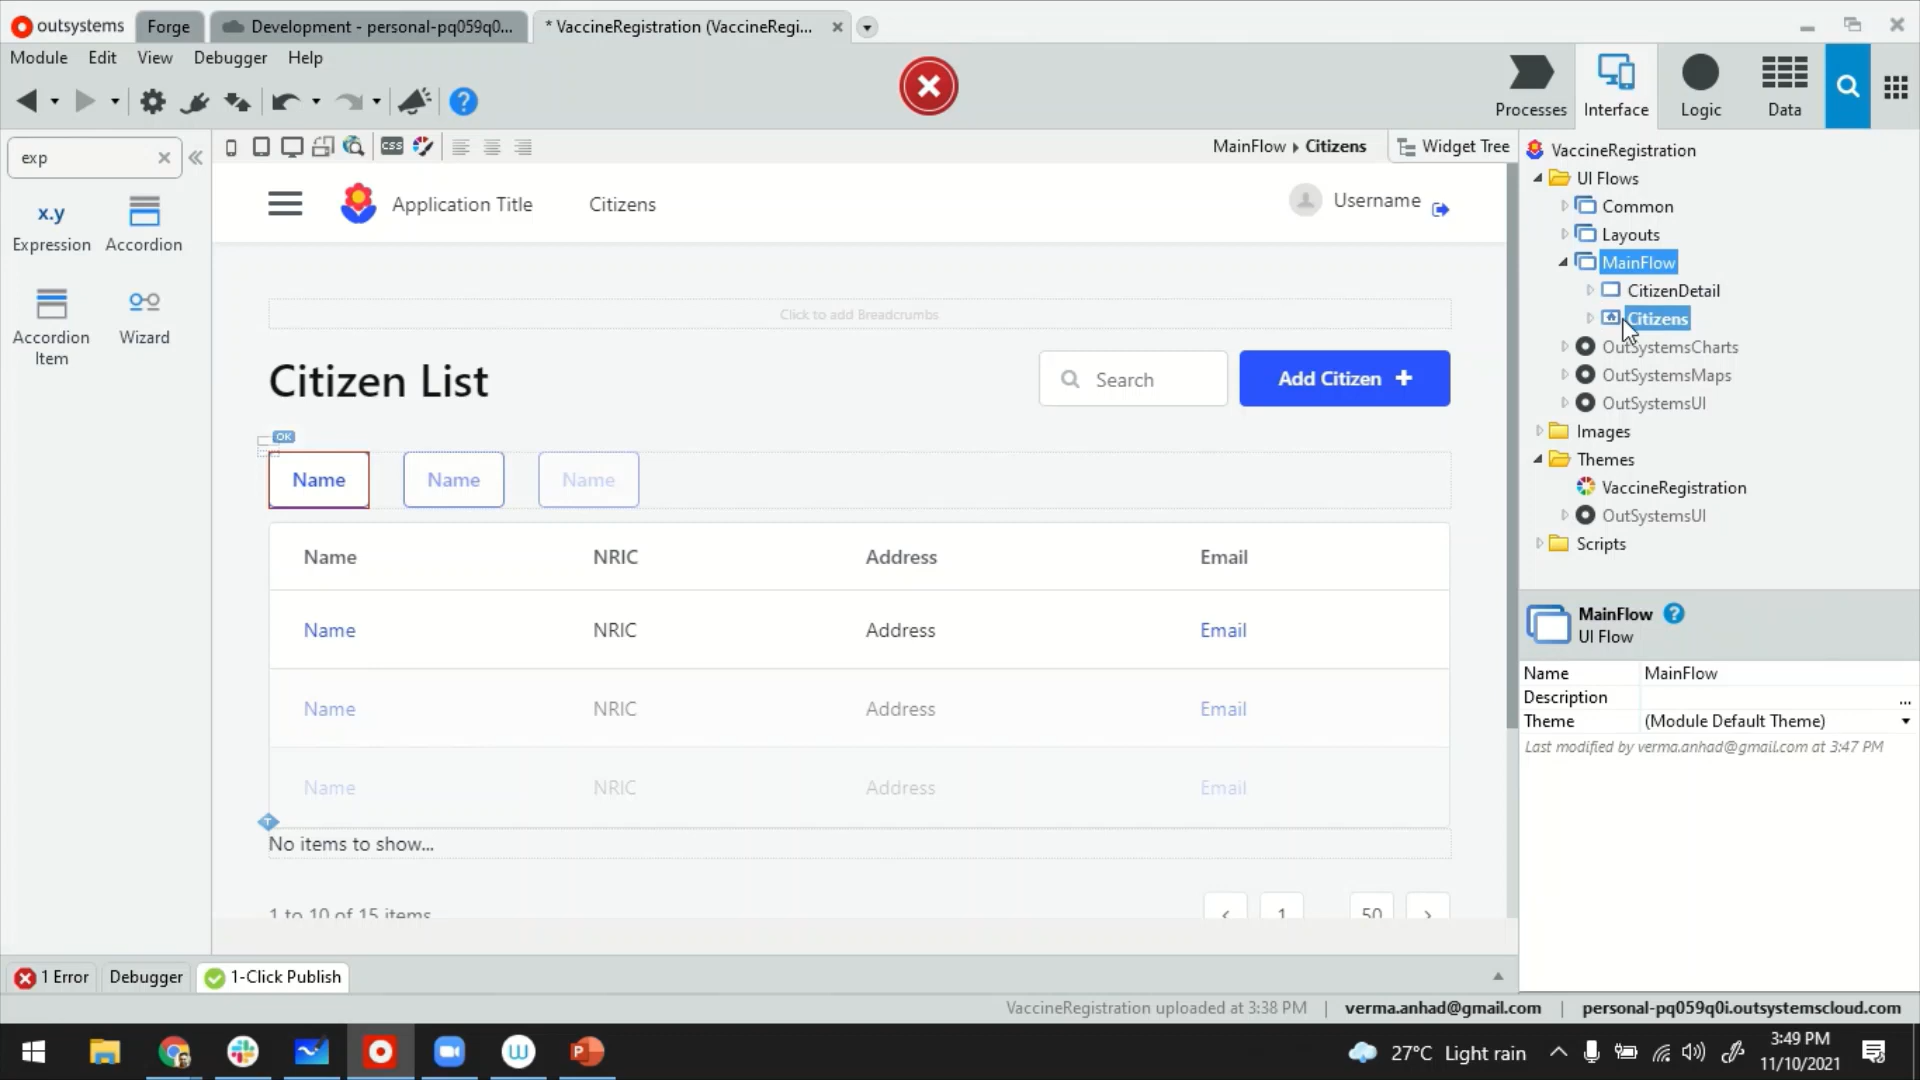 outsystems
Forge
Development - personal-pq059q0...
* VaccineRegistration (VaccineRegi...
Module Edit View Debugger Help
Processes
Interface
Logic
Data
exp
CSS
MainFlow Citizens
Widget Tree
x.y
Expression
Accordion
Accordion
Item
Wizard
Application Title
Citizens
Username
Click to add Breadcrumbs
Citizen List
Search
Add Citizen +
OK
Name
Name
Name
Name NRIC Address Email
Name NRIC Address Email
Name NRIC Address Email
Name NRIC Address Email
No items to show...
1 to 10 of 15 items
1
50
VaccineRegistration
UI Flows
Common
Layouts
MainFlow
CitizenDetail
Citizens
OutSystemsCharts
OutSystemsMaps
OutSystemsUI
Images
Themes
VaccineRegistration
OutSystemsUI
Scripts
MainFlow
UI Flow
Name MainFlow
Description ...
Theme (Module Default Theme)
Last modified by verma.anhad@gmail.com at 3:47 PM
1 Error
Debugger
1-Click Publish
VaccineRegistration uploaded at 3:38 PM | verma.anhad@gmail.com | personal-pq059q0i.outsystemscloud.com
27°C Light rain
3:49 PM
11/10/2021